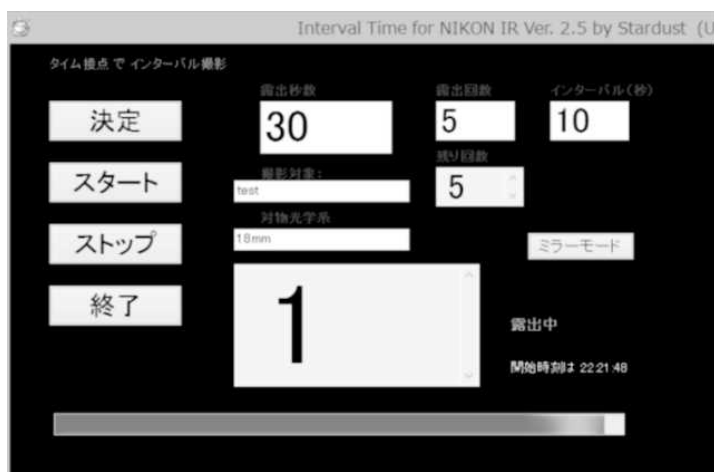 Interval Time for NIKON IR Ver. 2.5 by Stardust (U
タイム接点 で インターバル撮影
決定
露出秒数
30
露出回数
5
インターバル(秒)
10
スタート
撮影対象:
test
残り回数
5
ストップ
対物光学系
18mm
ミラーモード
終了
1
露出中
開始時刻は 22:21:48